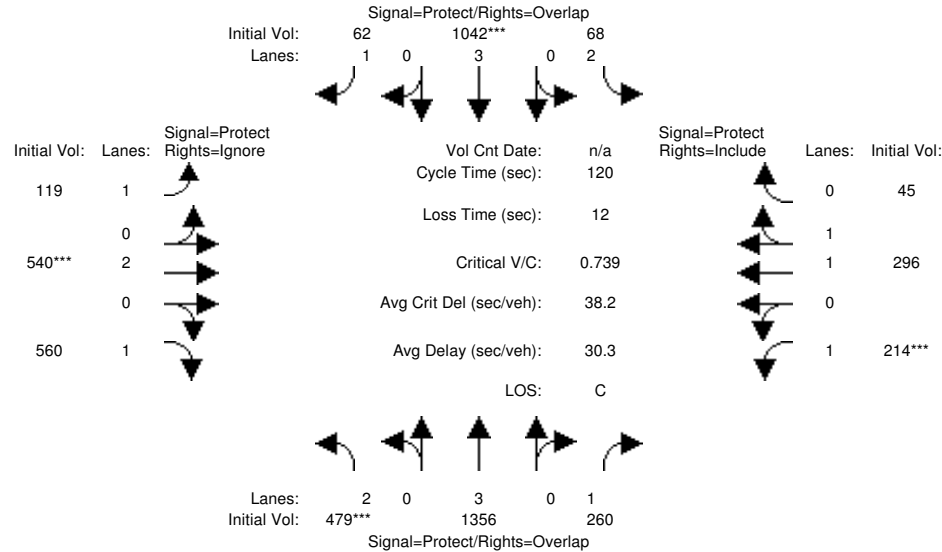 Signal=Protect/Rights=Overlap
Initial Vol: 62 1042*** 68
Lanes: 1 0 3 0 2
Signal=Protect Signal=Protect
Initial Vol: Lanes: Rights=Ignore Vol Cnt Date: n/a Rights=Include Lanes: Initial Vol:
Cycle Time (sec): 120
119 1 0 45
Loss Time (sec): 12
0 1
540*** 2 Critical V/C: 0.739 1 296
0 Avg Crit Del (sec/veh): 38.2 0
560 1 Avg Delay (sec/veh): 30.3 1 214***
LOS: C
Lanes: 2 0 3 0 1
Initial Vol: 479*** 1356 260
Signal=Protect/Rights=Overlap